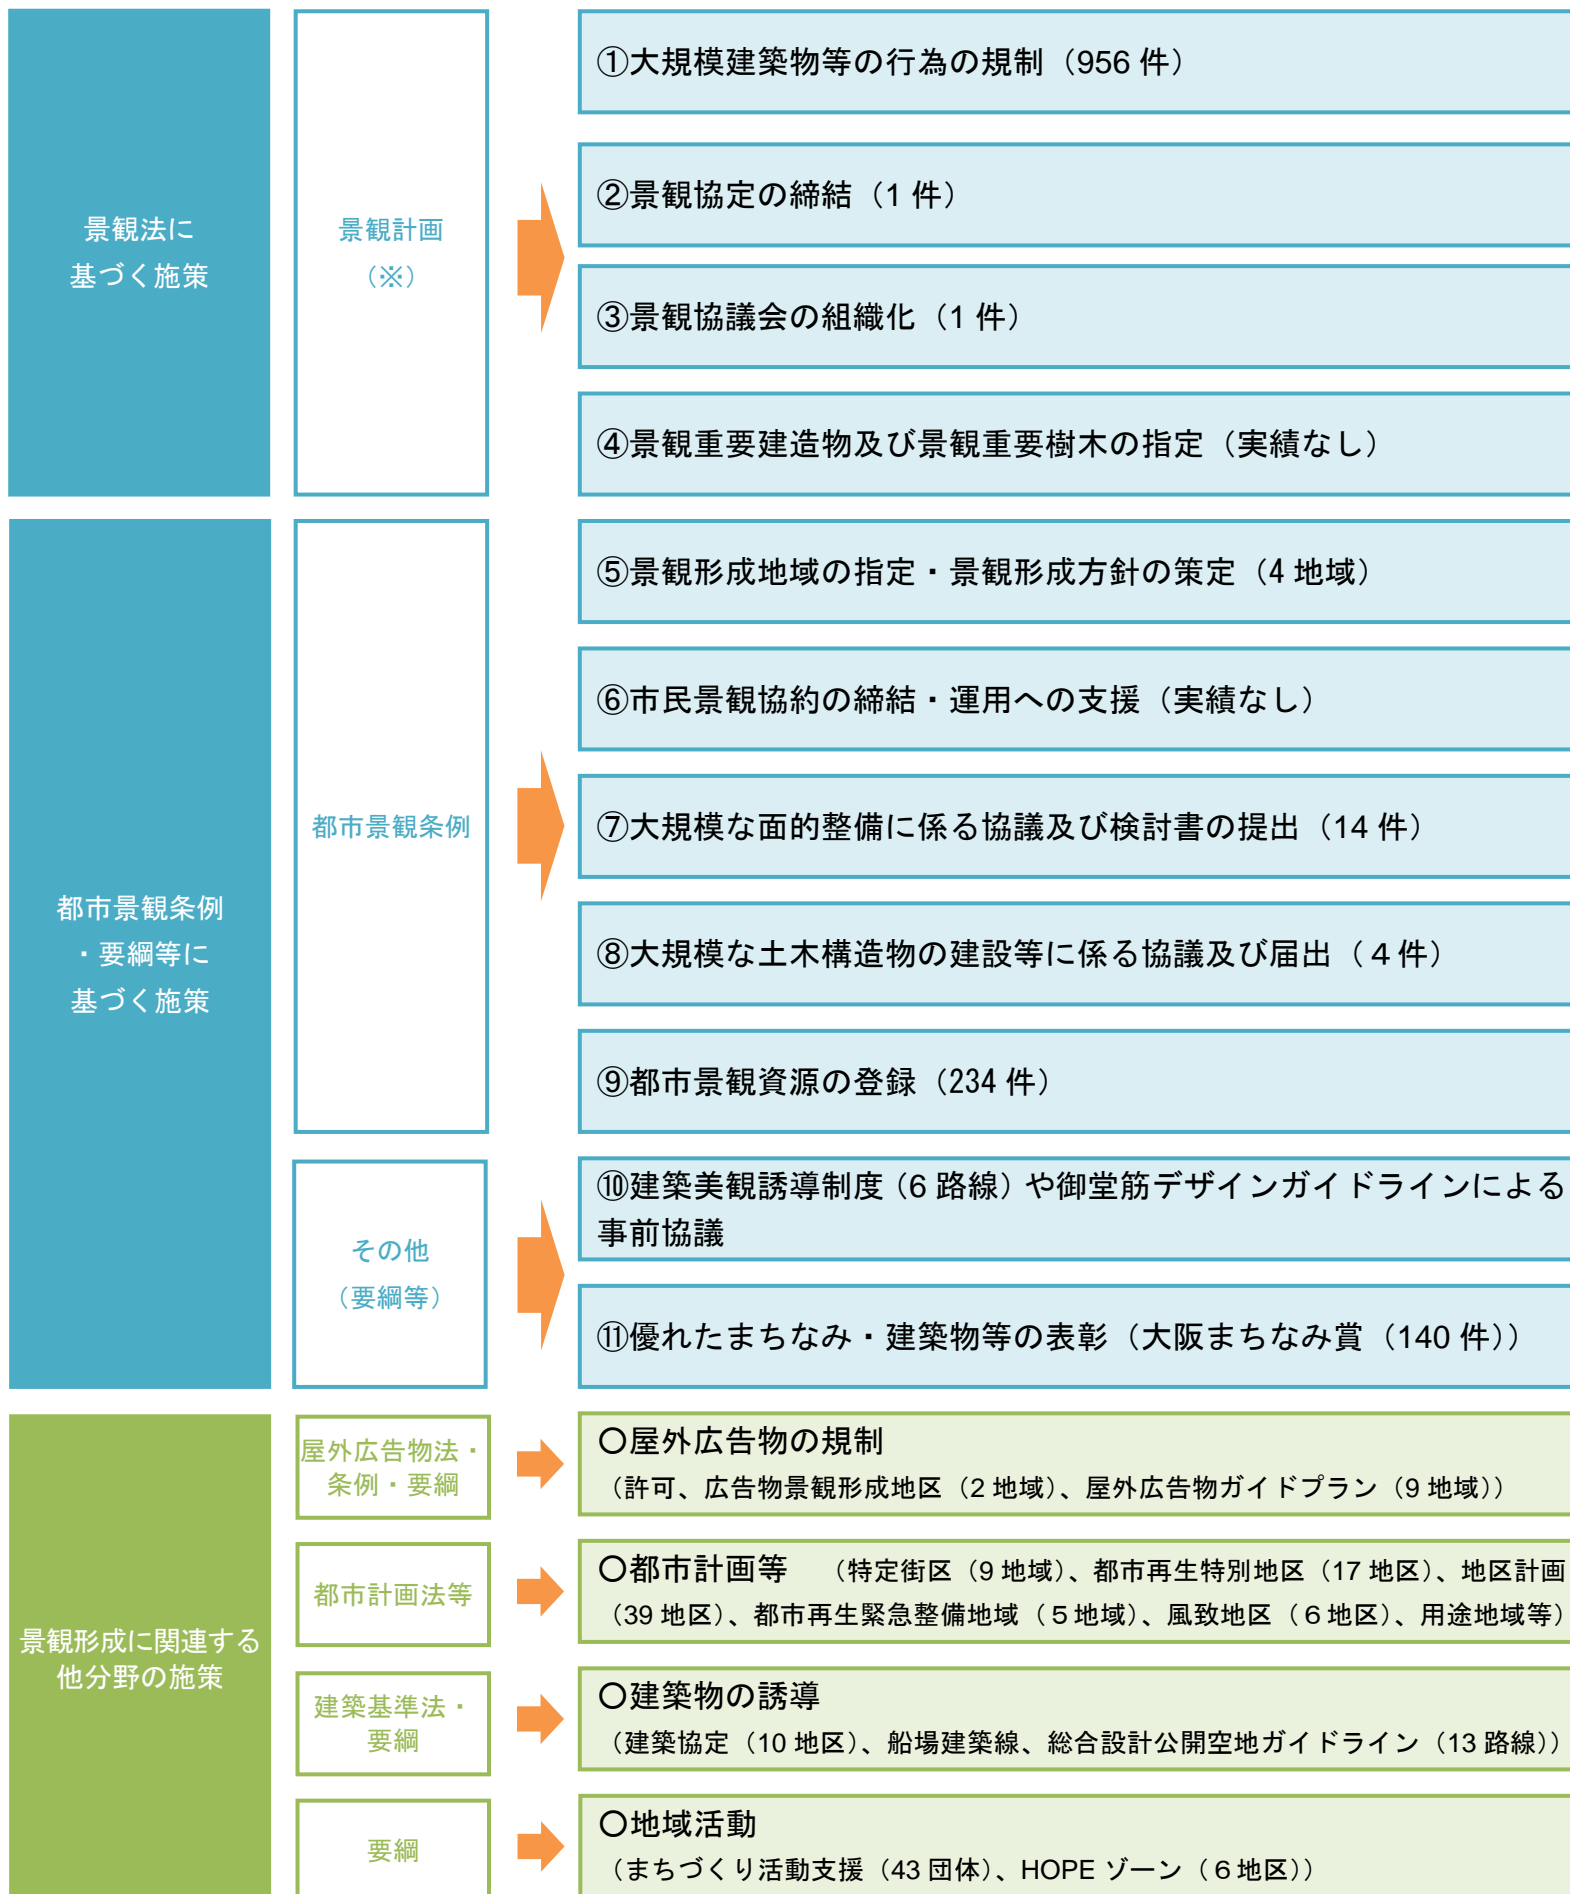 景観法に
基づく施策
景観計画
（※）
①大規模建築物等の行為の規制（956 件）
②景観協定の締結（1 件）
③景観協議会の組織化（1 件）
④景観重要建造物及び景観重要樹木の指定（実績なし）
都市景観条例
・要綱等に
基づく施策
都市景観条例
⑤景観形成地域の指定・景観形成方針の策定（4 地域）
⑥市民景観協約の締結・運用への支援（実績なし）
⑦大規模な面的整備に係る協議及び検討書の提出（14 件）
⑧大規模な土木構造物の建設等に係る協議及び届出（４件）
⑨都市景観資源の登録（234 件）
その他
（要綱等）
⑩建築美観誘導制度（6 路線）や御堂筋デザインガイドラインによる
事前協議
⑪優れたまちなみ・建築物等の表彰（大阪まちなみ賞（140 件））
景観形成に関連する
他分野の施策
屋外広告物法・
条例・要綱
〇屋外広告物の規制
（許可、広告物景観形成地区（2 地域）、屋外広告物ガイドプラン（9 地域））
都市計画法等
〇都市計画等　（特定街区（9 地域）、都市再生特別地区（17 地区）、地区計画
（39 地区）、都市再生緊急整備地域（５地域）、風致地区（６地区）、用途地域等）
建築基準法・
要綱
〇建築物の誘導
（建築協定（10 地区）、船場建築線、総合設計公開空地ガイドライン（13 路線））
要綱
〇地域活動
（まちづくり活動支援（43 団体）、HOPE ゾーン（６地区））